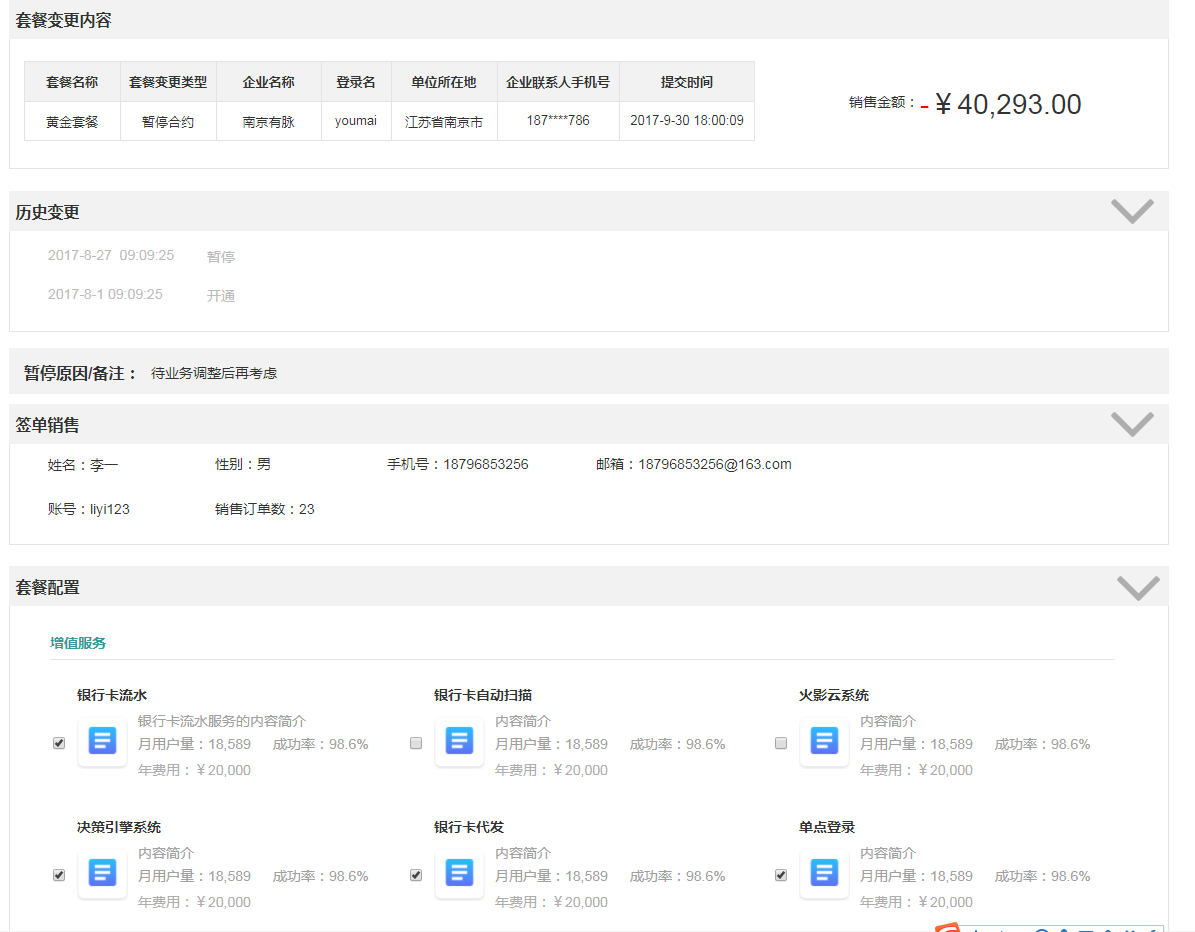 套餐变更内容
套餐名称 套餐变更类型 企业名称 登录名 单位所在地 企业联系人手机号 提交时间
黄金套餐 暂停合约 南京有脉 youmai 江苏省南京市 187****786 2017-9-30 18:00:09
销售金额：- ￥40,293.00
历史变更
2017-8-27 09:09:25 暂停
2017-8-1 09:09:25 开通
暂停原因/备注： 待业务调整后再考虑
签单销售
姓名：李一 性别：男 手机号：18796853256 邮箱：18796853256@163.com
账号：liyi123 销售订单数：23
套餐配置
增值服务
银行卡流水 银行卡自动扫描 火影云系统
银行卡流水服务的内容简介 内容简介 内容简介
月用户量：18,589 成功率：98.6% 月用户量：18,589 成功率：98.6% 月用户量：18,589 成功率：98.6%
年费用：￥20,000 年费用：￥20,000 年费用：￥20,000
决策引擎系统 银行卡代发 单点登录
内容简介 内容简介 内容简介
月用户量：18,589 成功率：98.6% 月用户量：18,589 成功率：98.6% 月用户量：18,589 成功率：98.6%
年费用：￥20,000 年费用：￥20,000 年费用：￥20,000